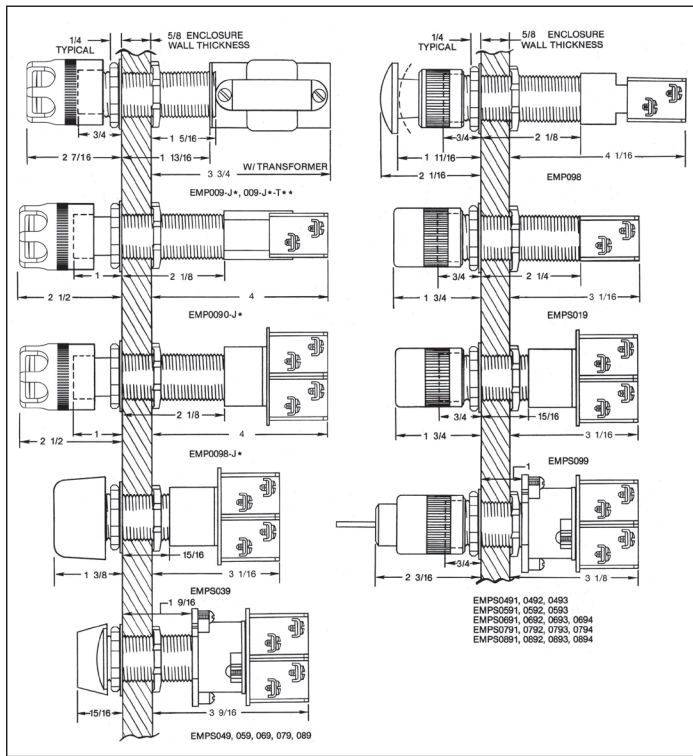 1/4
TYPICAL
5/8 ENCLOSURE
WALL THICKNESS
3/4
1 5/16
2 7/16
1 13/16
W/ TRANSFORMER
3 3/4
EMP009-J*, 009-J*-T**
1
2 1/8
2 1/2
4
EMP0090-J*
2 1/8
1
2 1/2
4
EMP0098-J*
15/16
1 3/8
3 1/16
EMPS039
1 9/16
15/16
3 9/16
EMPS049, 059, 069, 079, 089
1/4
TYPICAL
5/8 ENCLOSURE
WALL THICKNESS
3/4
2 1/8
1 11/16
4 1/16
2 1/16
EMP098
3/4
2 1/4
1 3/4
3 1/16
EMPS019
3/4
15/16
1 3/4
3 1/16
EMPS099
1
3/4
2 3/16
3 1/8
EMPS0491, 0492, 0493
EMPS0591, 0592, 0593
EMPS0691, 0692, 0693, 0694
EMPS0791, 0792, 0793, 0794
EMPS0891, 0892, 0893, 0894